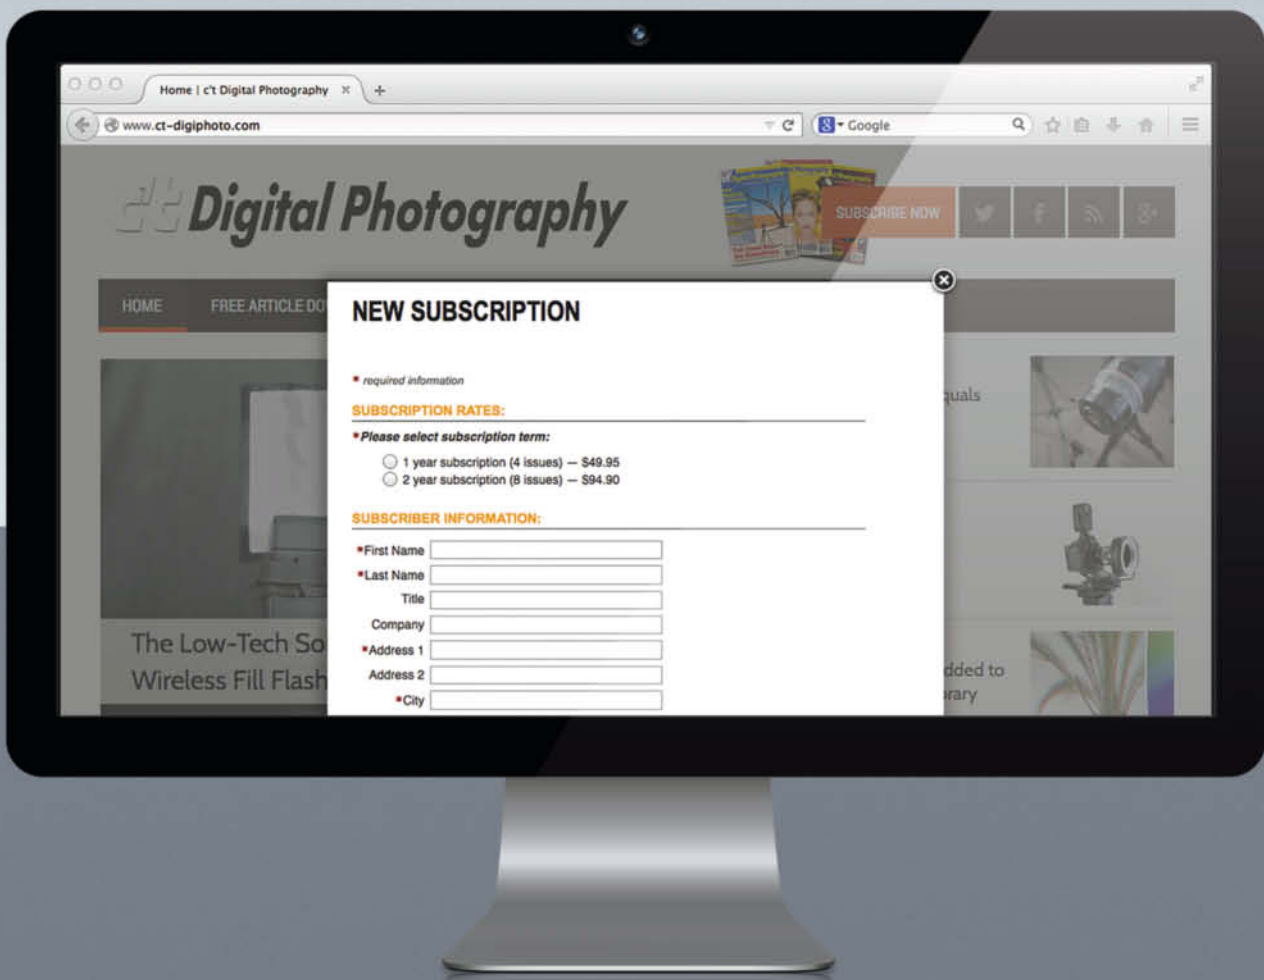 Home | c't Digital Photography
www.ct-digiphoto.com
Google
c't Digital Photography
SUBSCRIBE NOW
HOME
FREE ARTICLE DO
NEW SUBSCRIPTION
* required information
SUBSCRIPTION RATES:
*Please select subscription term:
1 year subscription (4 issues) — $49.95
2 year subscription (8 issues) — $94.90
SUBSCRIBER INFORMATION:
*First Name
*Last Name
Title
Company
*Address 1
Address 2
*City
The Low-Tech So
Wireless Fill Flash
quals
dded to
brary